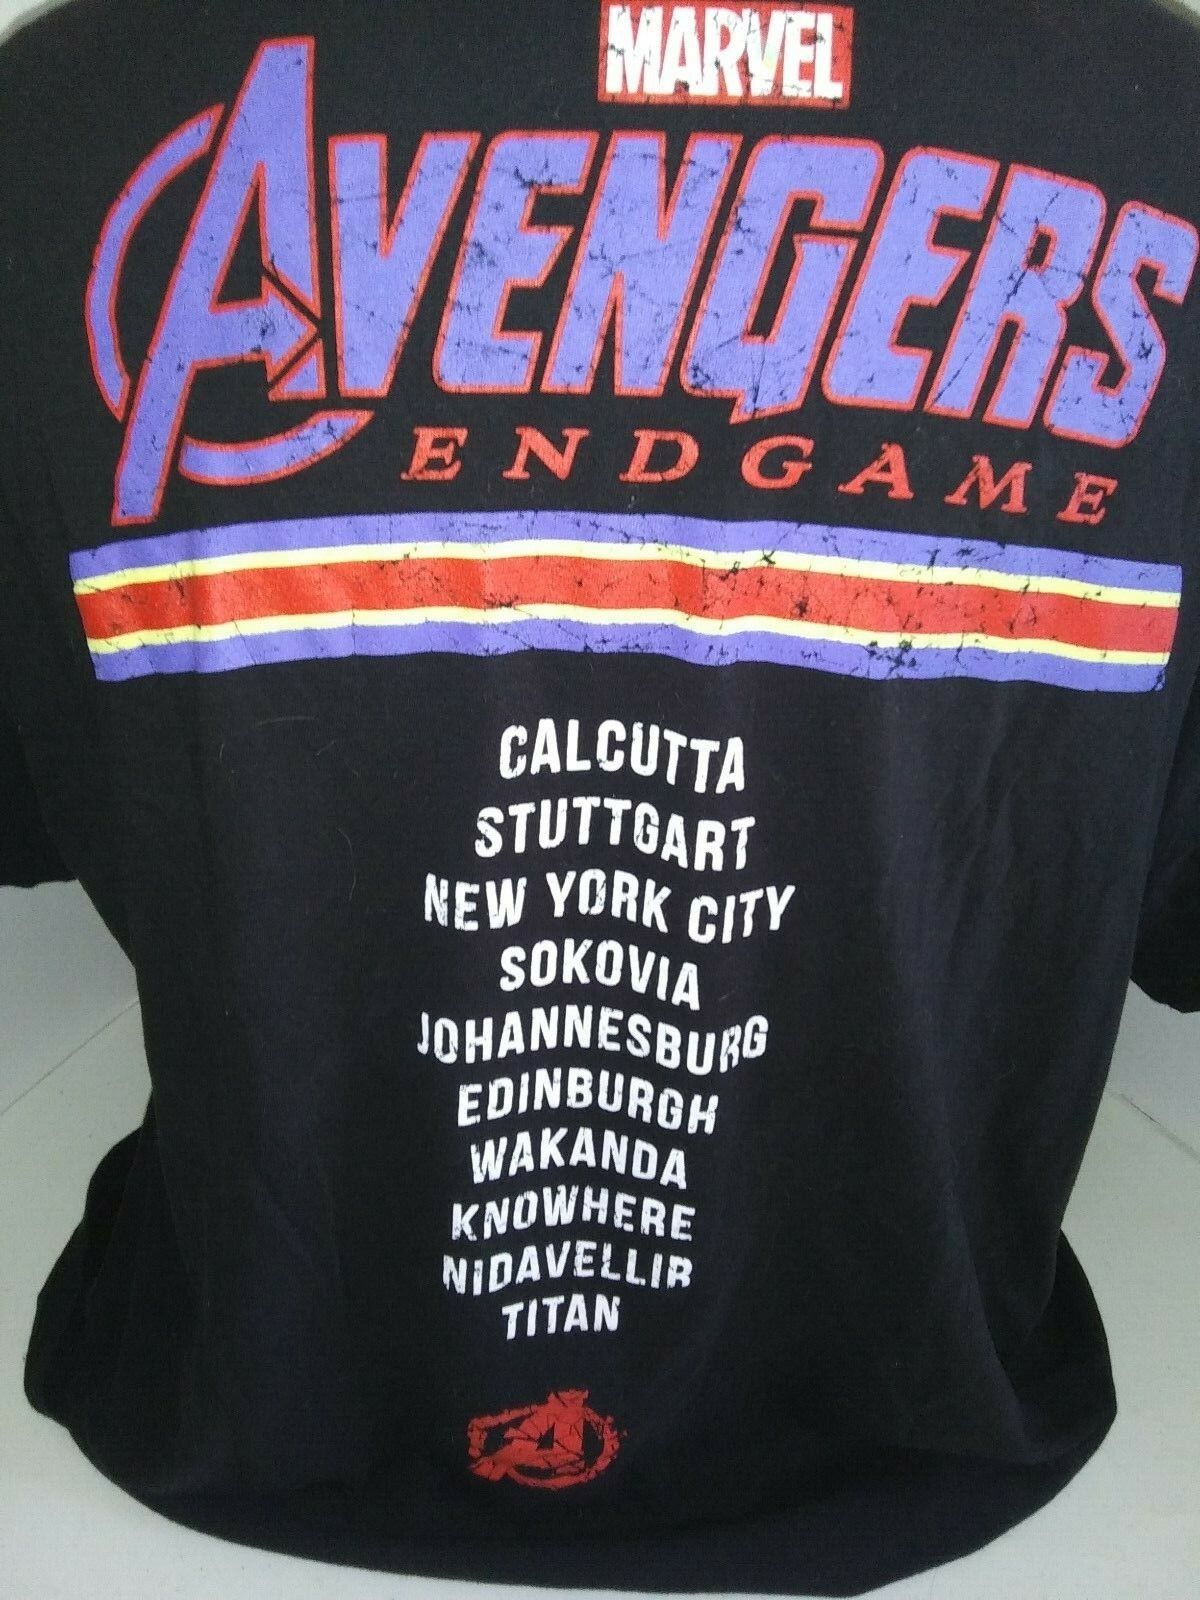 MARVEL
AVENGERS
ENDGAME
CALCUTTA
STUTTGART
NEW YORK CITY
SOKOVIA
JOHANNESBURG
EDINBURGH
WAKANDA
KNOWHERE
NIDAVELLIR
TITAN
A